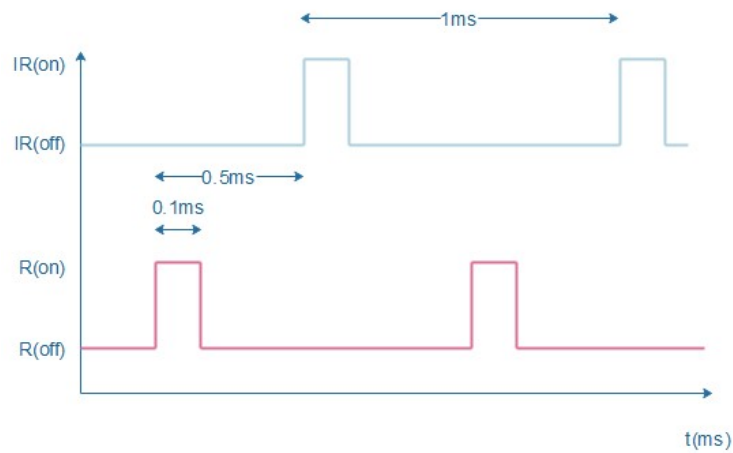 1ms
IR(on)
IR(off)
0.5ms
0.1ms
R(on)
R(off)
t(ms)